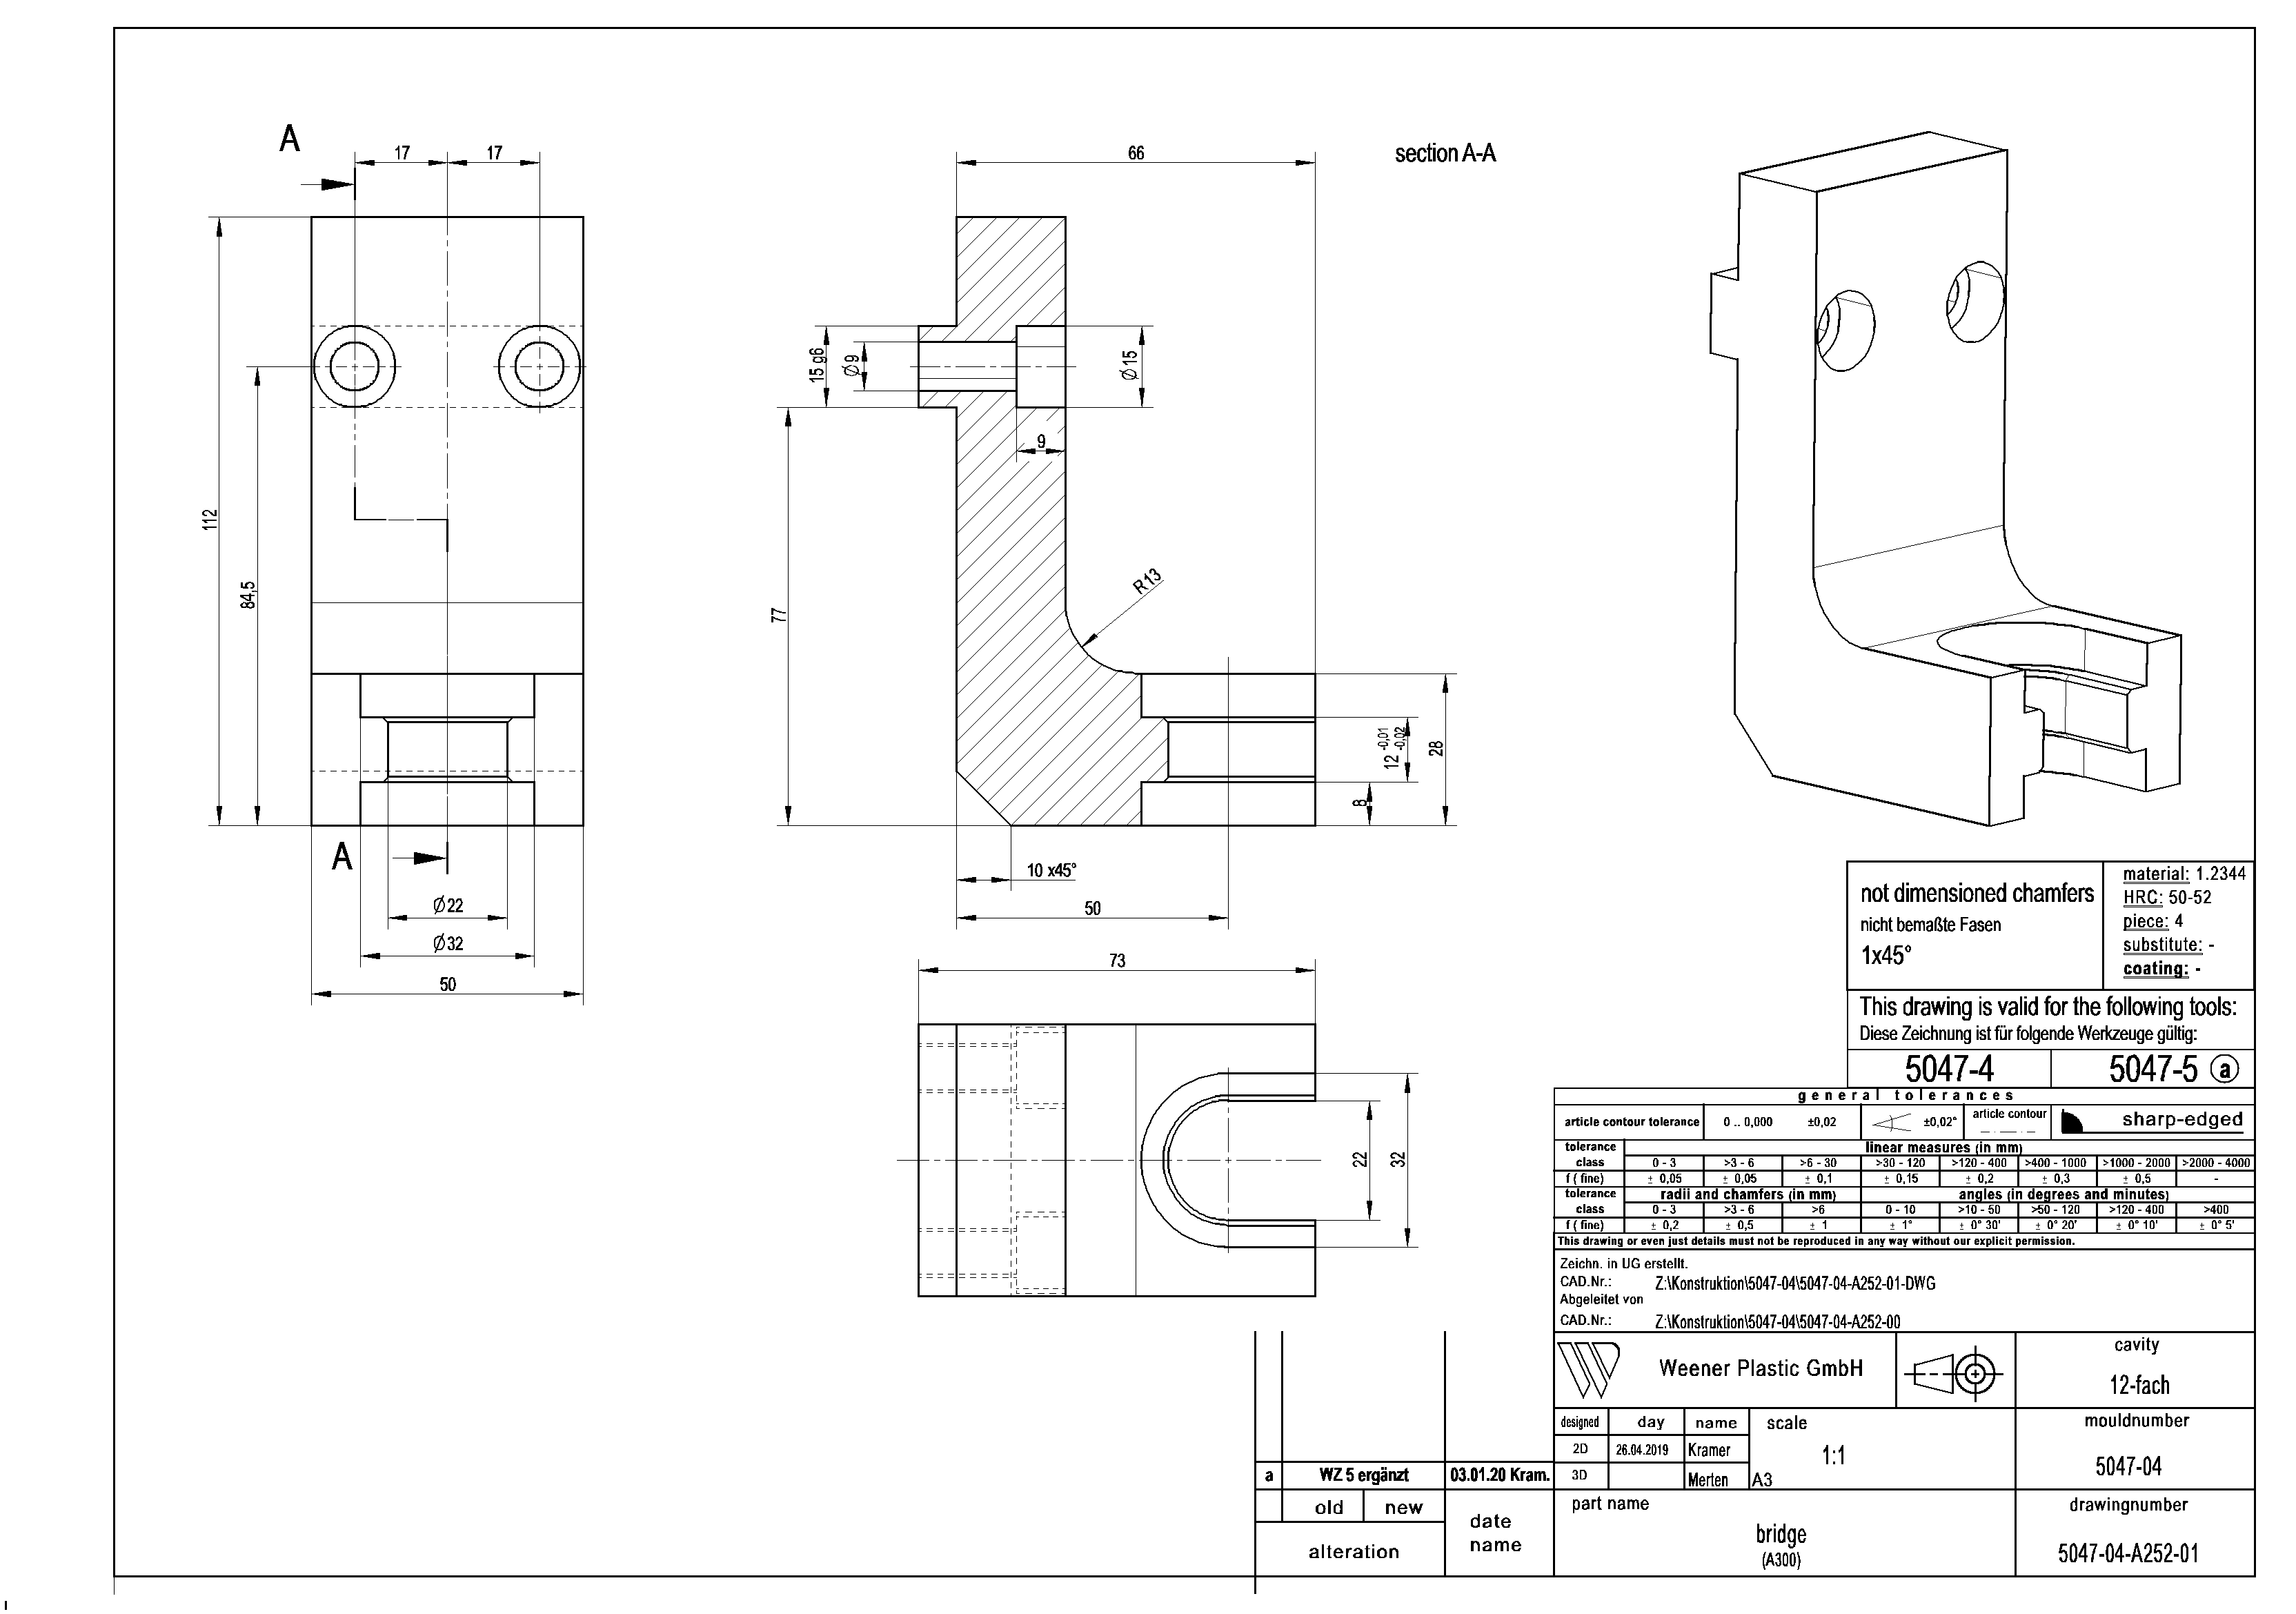 A
17
17
66
section A-A
112
84,5
15 g6
Ø9
Ø15
9
77
R13
12 -0,01 -0,02
28
8
10 x45°
50
A
Ø22
Ø32
50
73
22
32
not dimensioned chamfers
nicht bemaßte Fasen
1x45°
material: 1.2344
HRC: 50-52
piece: 4
substitute: -
coating: -
This drawing is valid for the following tools:
Diese Zeichnung ist für folgende Werkzeuge gültig:
5047-4 5047-5 a
general tolerances
article contour tolerance 0 .. 0,000 ±0,02 ±0,02° article contour sharp-edged
tolerance linear measures (in mm)
class 0 - 3 >3 - 6 >6 - 30 >30 - 120 >120 - 400 >400 - 1000 >1000 - 2000 >2000 - 4000
f ( fine) ± 0,05 ± 0,05 ± 0,1 ± 0,15 ± 0,2 ± 0,3 ± 0,5 -
tolerance radii and chamfers (in mm) angles (in degrees and minutes)
class 0 - 3 >3 - 6 >6 0 - 10 >10 - 50 >50 - 120 >120 - 400 >400
f ( fine) ± 0,2 ± 0,5 ± 1 ± 1° ± 0° 30' ± 0° 20' ± 0° 10' ± 0° 5'
This drawing or even just details must not be reproduced in any way without our explicit permission.
Zeichn. in UG erstellt.
CAD.Nr.: Z:\Konstruktion\5047-04\5047-04-A252-01-DWG
Abgeleitet von
CAD.Nr.: Z:\Konstruktion\5047-04\5047-04-A252-00
Weener Plastic GmbH
cavity
12-fach
designed day name scale
2D 26.04.2019 Kramer
3D Merten
1:1
A3
mouldnumber
5047-04
a WZ 5 ergänzt 03.01.20 Kram.
old new
alteration
date
name
part name
bridge
(A300)
drawingnumber
5047-04-A252-01